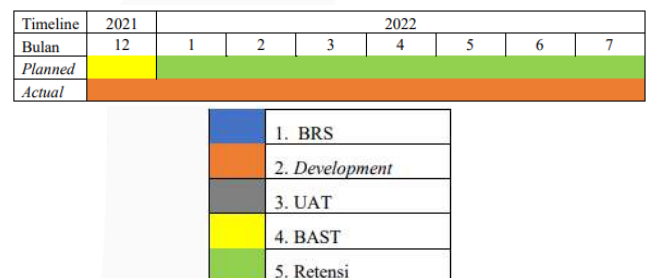 Timeline 2021 2022
Bulan 12 1 2 3 4 5 6 7
Planned
Actual
1. BRS
2. Development
3. UAT
4. BAST
5. Retensi